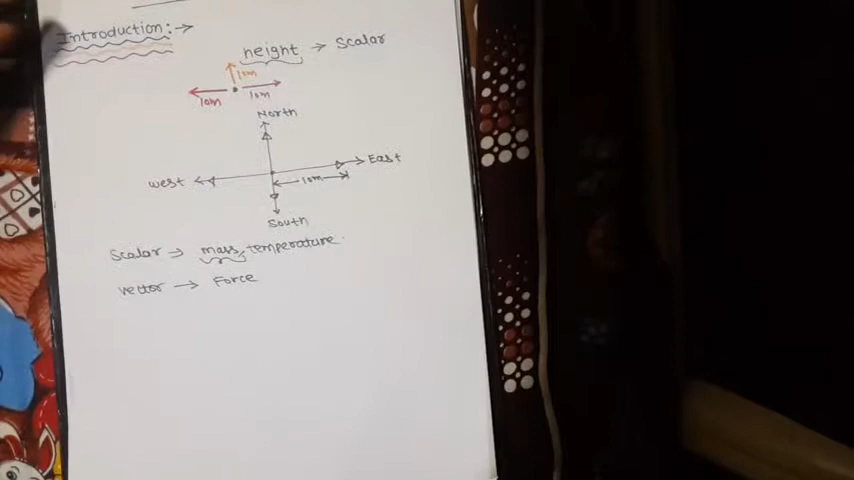 Introduction:→
height → Scalar
10m
10m 10m
North
West East
10m
South
Scalar → mass, temperature
vector → Force